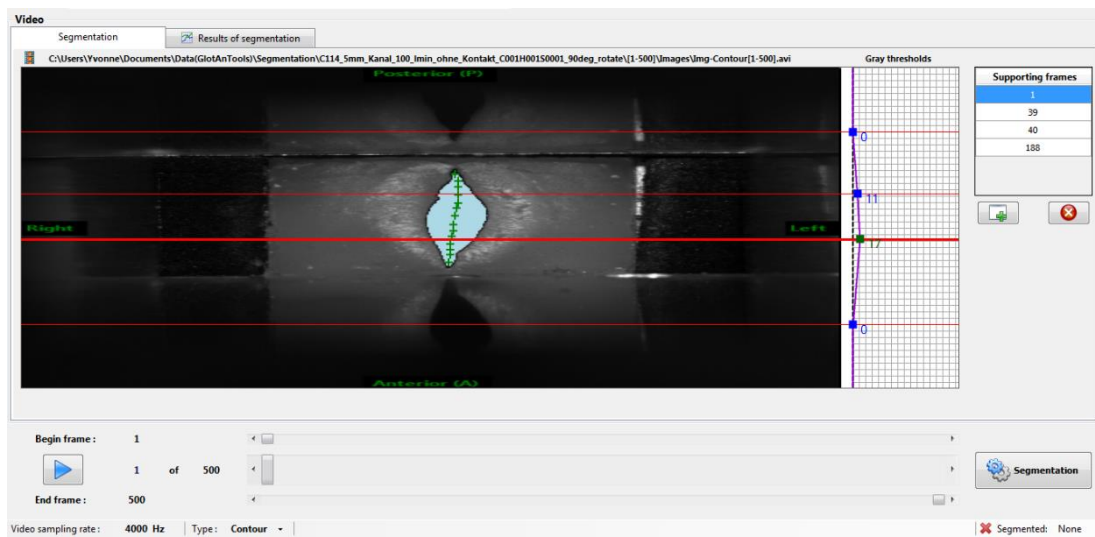 Video
Segmentation
Results of segmentation
C:\Users\Yvonne\Documents\Data(GlotAnTools)\Segmentation\C114_5mm_Kanal_100_lmin_ohne_Kontakt_C001H001S0001_90deg_rotate\[1-500]\Images\Img-Contour[1-500].avi
Gray thresholds
Supporting frames
1
39
40
188
Posterior (P)
0
11
Right
Left
17
0
Anterior (A)
Begin frame : 1
1 of 500
Segmentation
End frame : 500
Video sampling rate : 4000 Hz Type : Contour
Segmented: None